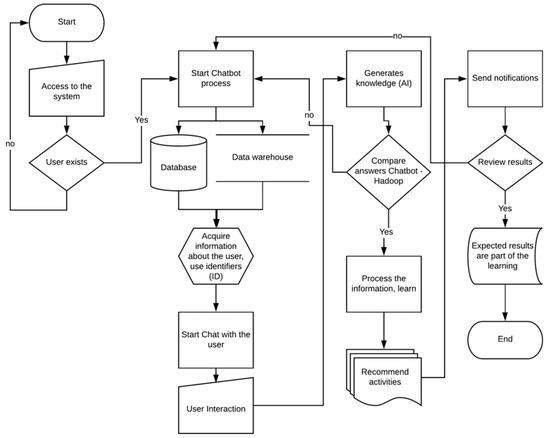 Start
Access to the
system
no
User exists
Yes
Start Chatbot
process
Database
Data warehouse
Acquire
information
about the user,
use identifiers
(ID)
Start Chat with the
user
User Interaction
no
Generates
knowledge (AI)
no
Compare
answers Chatbot -
Hadoop
Yes
Process the
information, learn
Recommend
activities
Send notifications
Review results
Yes
Expected results
are part of the
learning
End